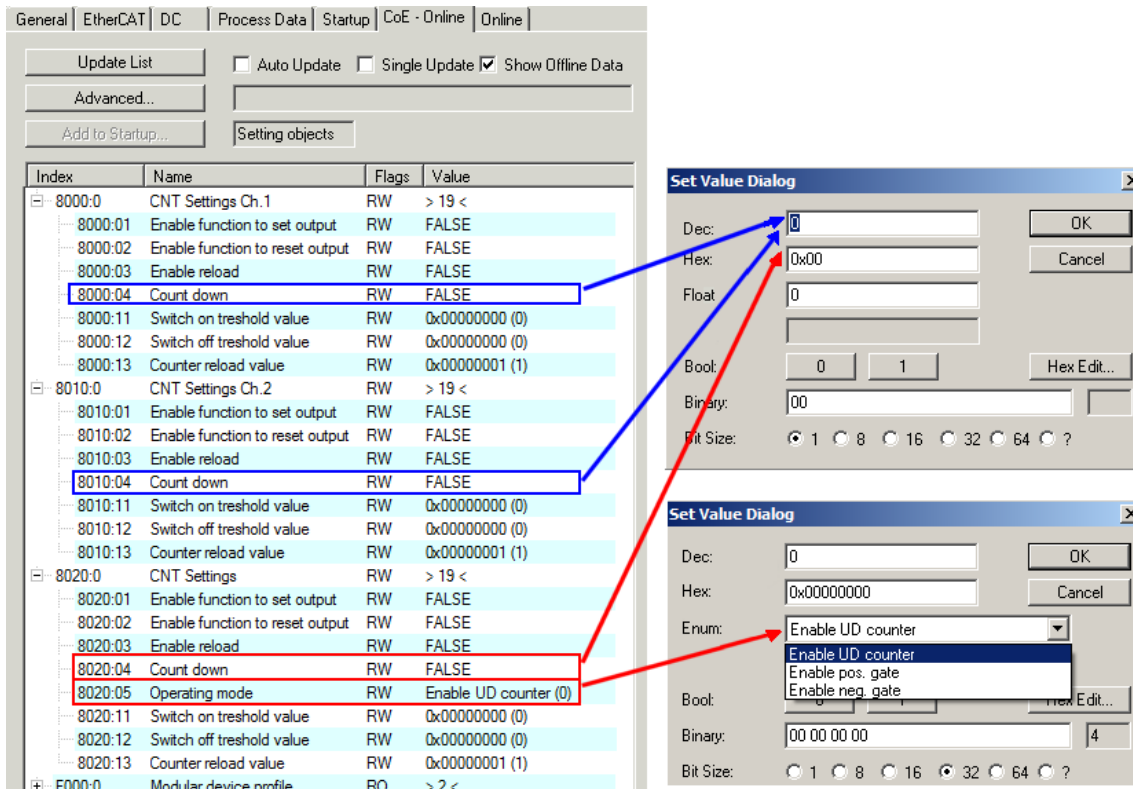 General EtherCAT DC Process Data Startup CoE - Online Online
Update List Auto Update Single Update Show Offline Data
Advanced...
Add to Startup... Setting objects
Index Name Flags Value
8000:0 CNT Settings Ch.1 RW > 19 <
8000:01 Enable function to set output RW FALSE
8000:02 Enable function to reset output RW FALSE
8000:03 Enable reload RW FALSE
8000:04 Count down RW FALSE
8000:11 Switch on treshold value RW 0x00000000 (0)
8000:12 Switch off treshold value RW 0x00000000 (0)
8000:13 Counter reload value RW 0x00000001 (1)
8010:0 CNT Settings Ch.2 RW > 19 <
8010:01 Enable function to set output RW FALSE
8010:02 Enable function to reset output RW FALSE
8010:03 Enable reload RW FALSE
8010:04 Count down RW FALSE
8010:11 Switch on treshold value RW 0x00000000 (0)
8010:12 Switch off treshold value RW 0x00000000 (0)
8010:13 Counter reload value RW 0x00000001 (1)
8020:0 CNT Settings RW > 19 <
8020:01 Enable function to set output RW FALSE
8020:02 Enable function to reset output RW FALSE
8020:03 Enable reload RW FALSE
8020:04 Count down RW FALSE
8020:05 Operating mode RW Enable UD counter (0)
8020:11 Switch on treshold value RW 0x00000000 (0)
8020:12 Switch off treshold value RW 0x00000000 (0)
8020:13 Counter reload value RW 0x00000001 (1)
F000:0 Modular device profile RO > 2 <
Set Value Dialog
Dec: 0 OK
Hex: 0x00 Cancel
Float 0
Bool: 0 1 Hex Edit...
Binary: 00
Bit Size: 1 8 16 32 64 ?
Set Value Dialog
Dec: 0 OK
Hex: 0x00000000 Cancel
Enum: Enable UD counter
Enable UD counter
Enable pos. gate
Enable neg. gate
Bool: Hex Edit...
Binary: 00 00 00 00 4
Bit Size: 1 8 16 32 64 ?